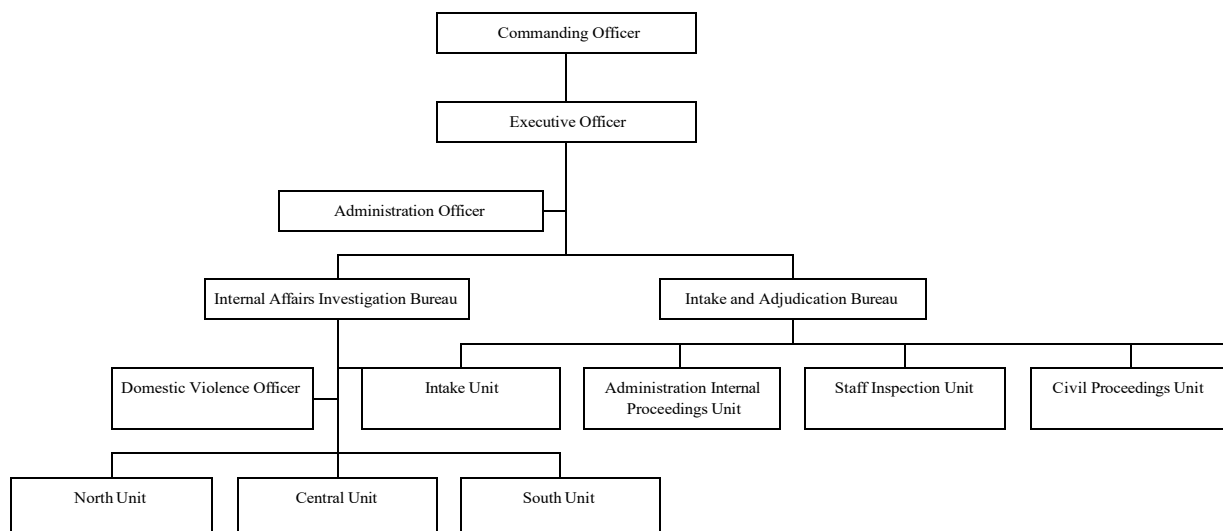 Commanding Officer
Executive Officer
Administration Officer
Internal Affairs Investigation Bureau
Intake and Adjudication Bureau
Domestic Violence Officer
Intake Unit
Administration Internal
Proceedings Unit
Staff Inspection Unit
Civil Proceedings Unit
North Unit
Central Unit
South Unit